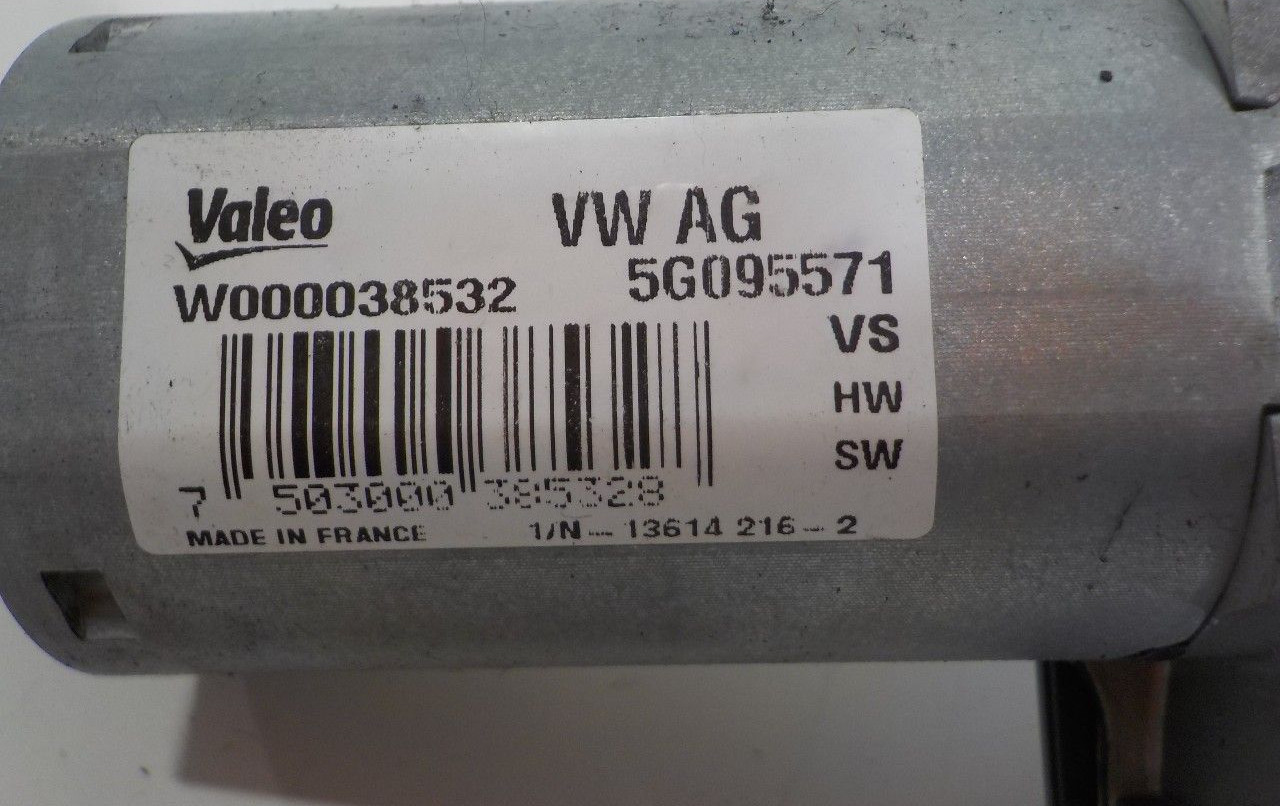 Valeo
VW AG
W000038532
5G095571
VS
HW
SW
7 503000 385328
MADE IN FRANCE
1/N -- 13614 216 - 2